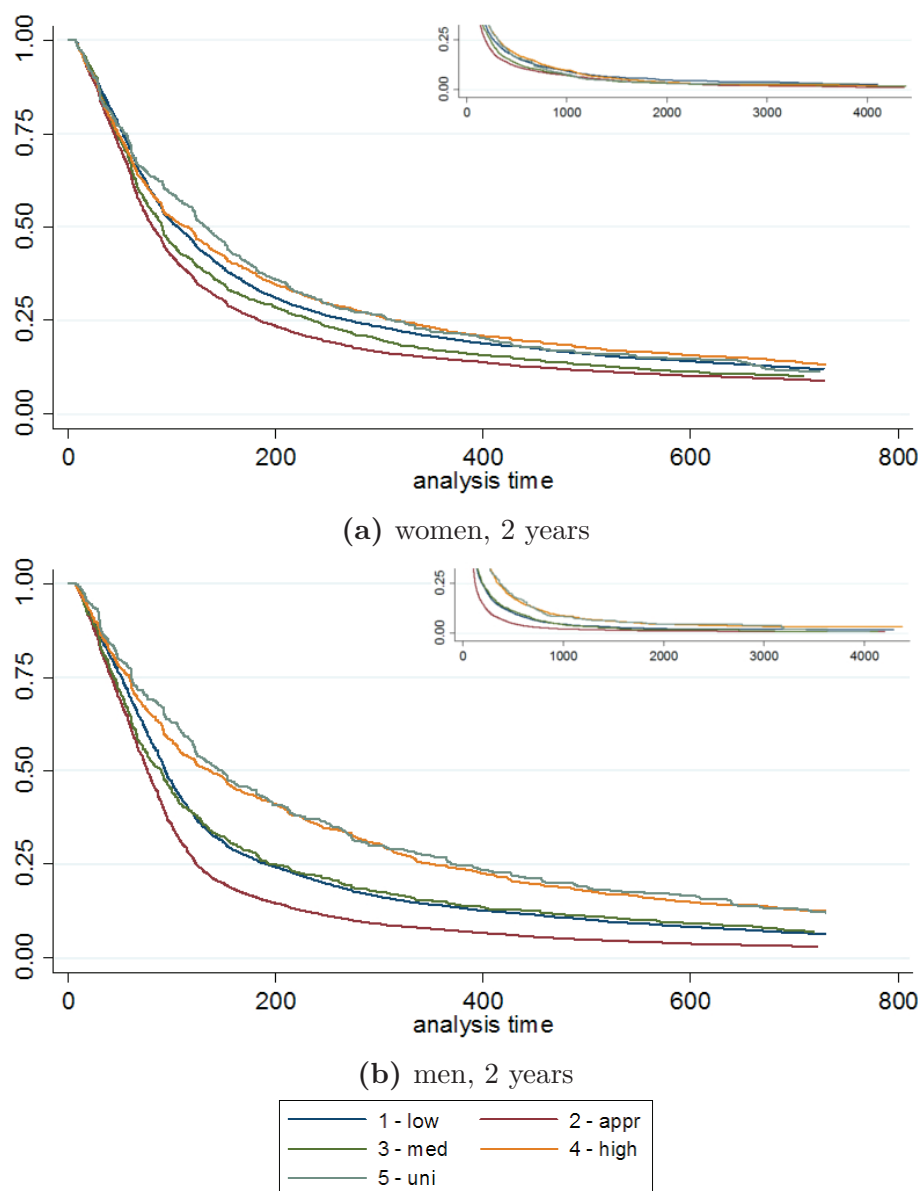 1.00
0.75
0.50
0.25
0.00
0.25
0.00
0 1000 2000 3000 4000
0 200 400 600 800
analysis time
(a) women, 2 years
1.00
0.75
0.50
0.25
0.00
0.25
0.00
0 1000 2000 3000 4000
0 200 400 600 800
analysis time
(b) men, 2 years
1 - low 2 - appr
3 - med 4 - high
5 - uni